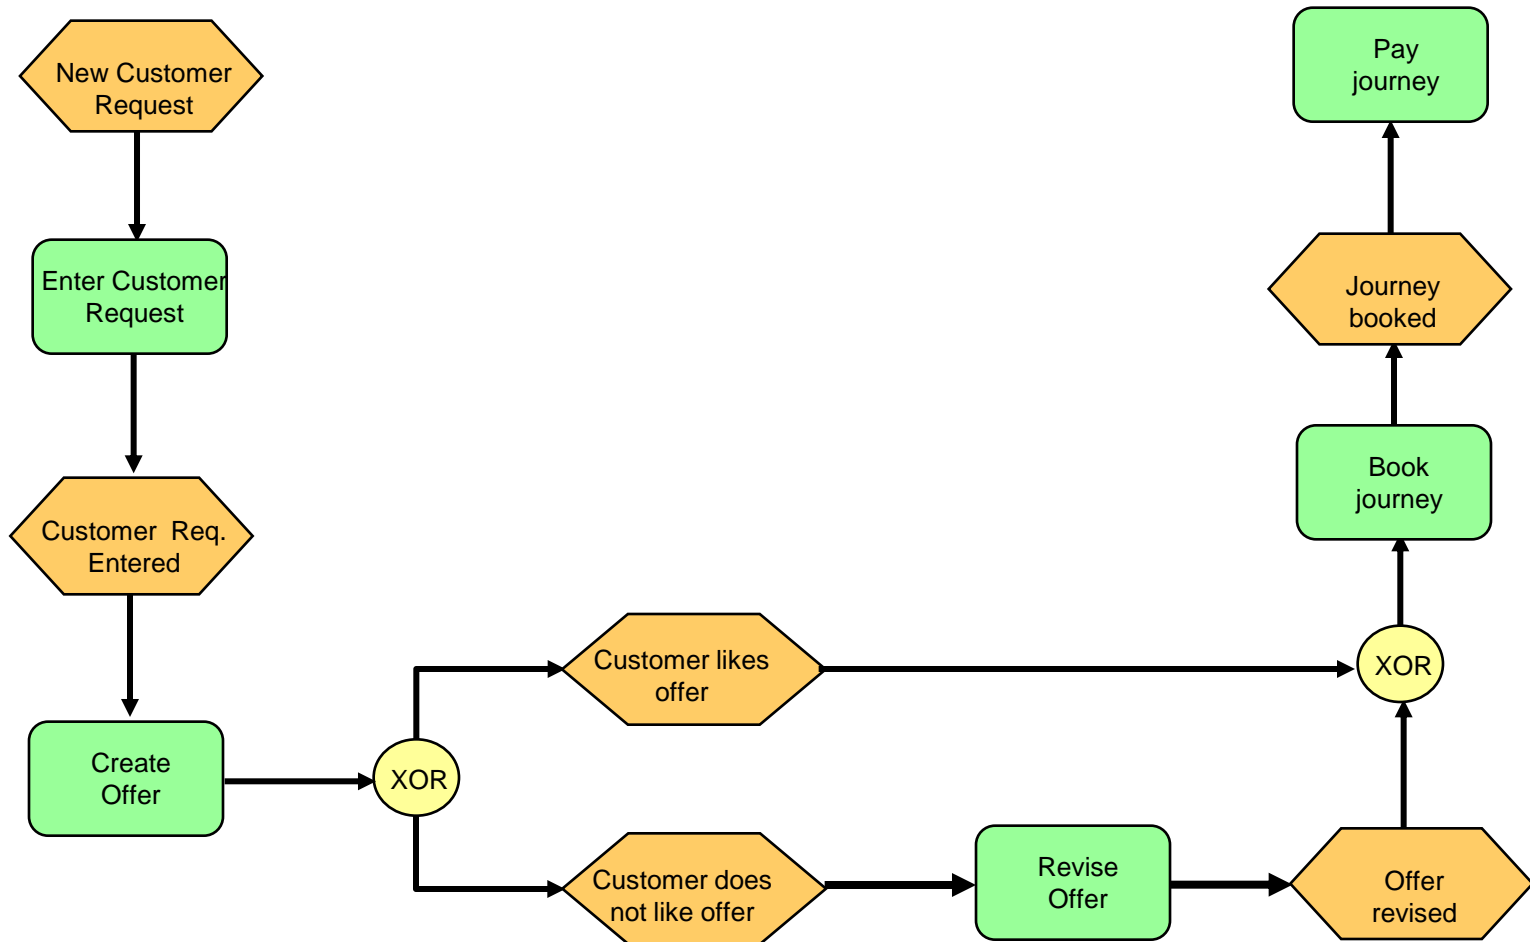 New Customer
Request
Enter Customer
Request
Customer Req.
Entered
Create
Offer
XOR
Customer likes
offer
Customer does
not like offer
Revise
Offer
Offer
revised
XOR
Book
journey
Journey
booked
Pay
journey